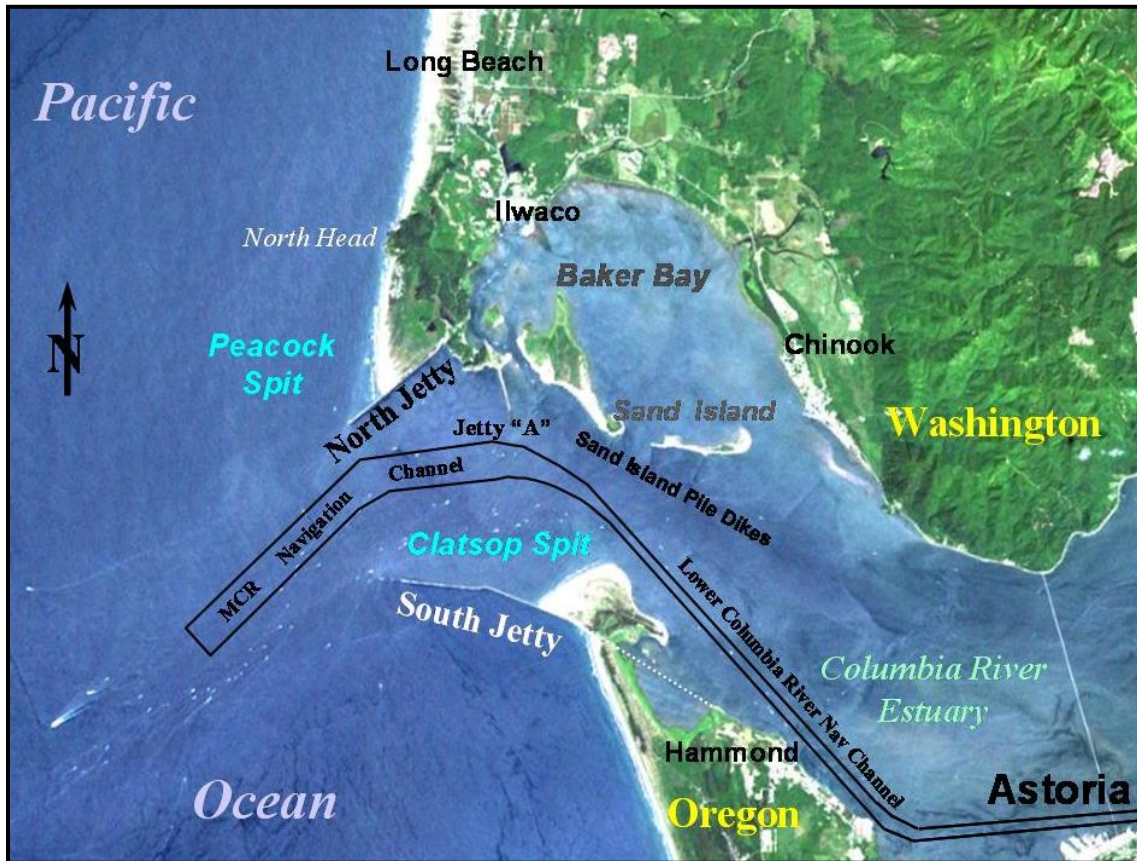 Long Beach
Pacific
Ilwaco
North Head
Baker Bay
N
Peacock
Spit
Chinook
North Jetty
Sand Island
Washington
Jetty “A”
Channel
Sand Island Pile Dikes
Navigation
Clatsop Spit
MCR
South Jetty
Lower Columbia River Nav Channel
Columbia River
Estuary
Hammond
Astoria
Ocean
Oregon